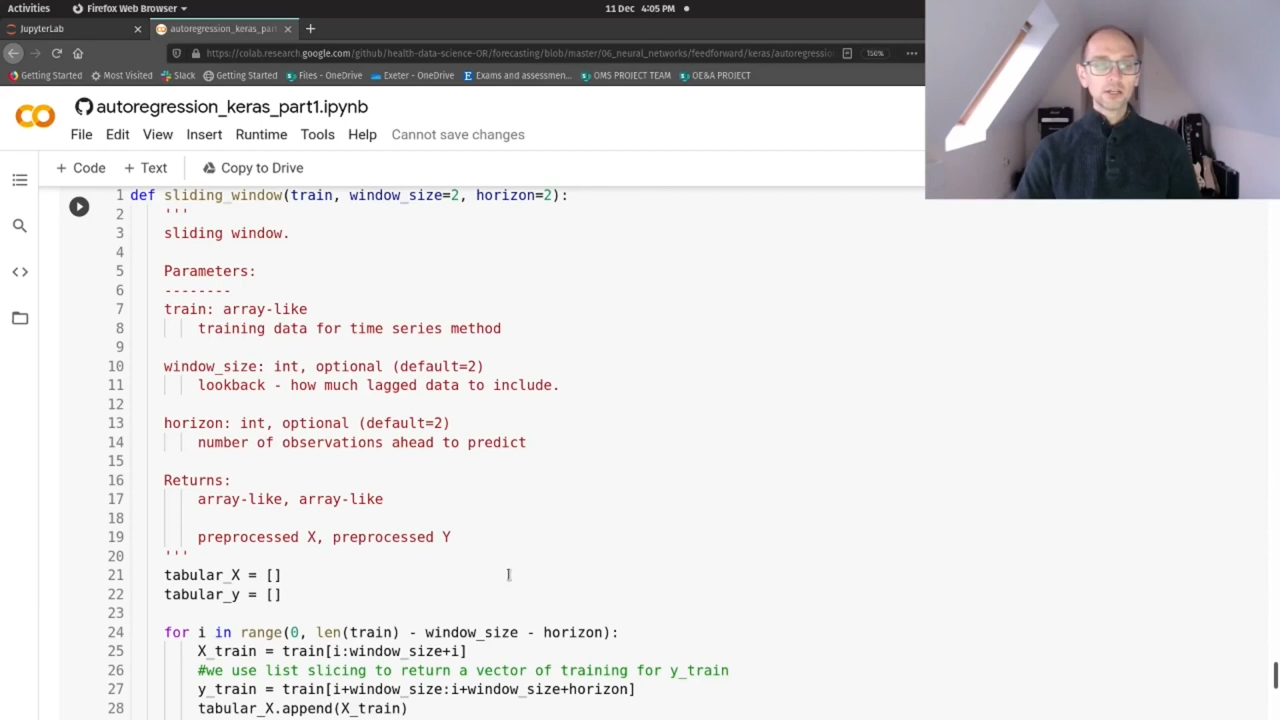 Activities
Firefox Web Browser
11 Dec 4:05 PM
JupyterLab
autoregression_keras_par
https://colab.research.google.com/github/health-data-science-OR/forecasting/blob/master/06_neural_networks/feedforward/keras/autoregressio
150%
Getting Started
Most Visited
Slack
Getting Started
Files - OneDrive
Exeter - OneDrive
Exams and assessmen...
OMS PROJECT TEAM
OE&A PROJECT
autoregression_keras_part1.ipynb
File Edit View Insert Runtime Tools Help Cannot save changes
+ Code + Text Copy to Drive
1 def sliding_window(train, window_size=2, horizon=2):
2 '''
3 sliding window.
4
5 Parameters:
6 --------
7 train: array-like
8 training data for time series method
9
10 window_size: int, optional (default=2)
11 lookback - how much lagged data to include.
12
13 horizon: int, optional (default=2)
14 number of observations ahead to predict
15
16 Returns:
17 array-like, array-like
18
19 preprocessed X, preprocessed Y
20 '''
21 tabular_X = []
22 tabular_y = []
23
24 for i in range(0, len(train) - window_size - horizon):
25 X_train = train[i:window_size+i]
26 #we use list slicing to return a vector of training for y_train
27 y_train = train[i+window_size:i+window_size+horizon]
28 tabular_X.append(X_train)